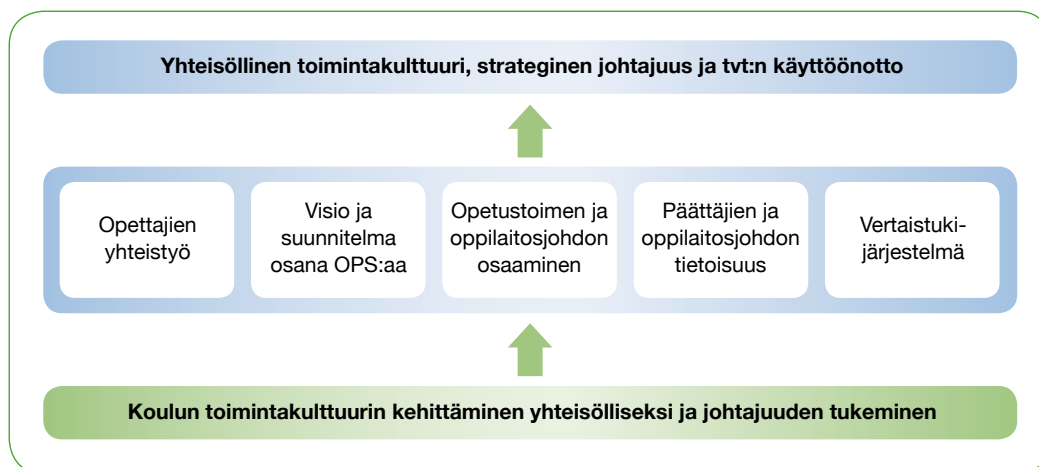 Yhteisöllinen toimintakulttuuri, strateginen johtajuus ja tvt:n käyttöönotto
Opettajien
yhteistyö
Visio ja
suunnitelma
osana OPS:aa
Opetustoimen ja
oppilaitosjohdon
osaaminen
Päättäjien ja
oppilaitosjohdon
tietoisuus
Vertaistuki-
järjestelmä
Koulun toimintakulttuurin kehittäminen yhteisölliseksi ja johtajuuden tukeminen